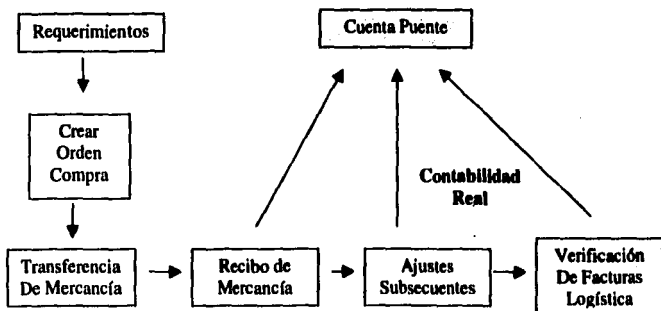 Requerimientos
Cuenta Puente
Crear
Orden
Compra
Contabilidad
Real
Transferencia
De Mercancía
Recibo de
Mercancía
Ajustes
Subsecuentes
Verificación
De Facturas
Logística